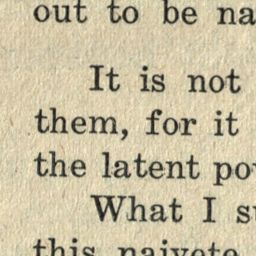 out to be na
It is not
them, for it
the latent po
What I s
this naivete